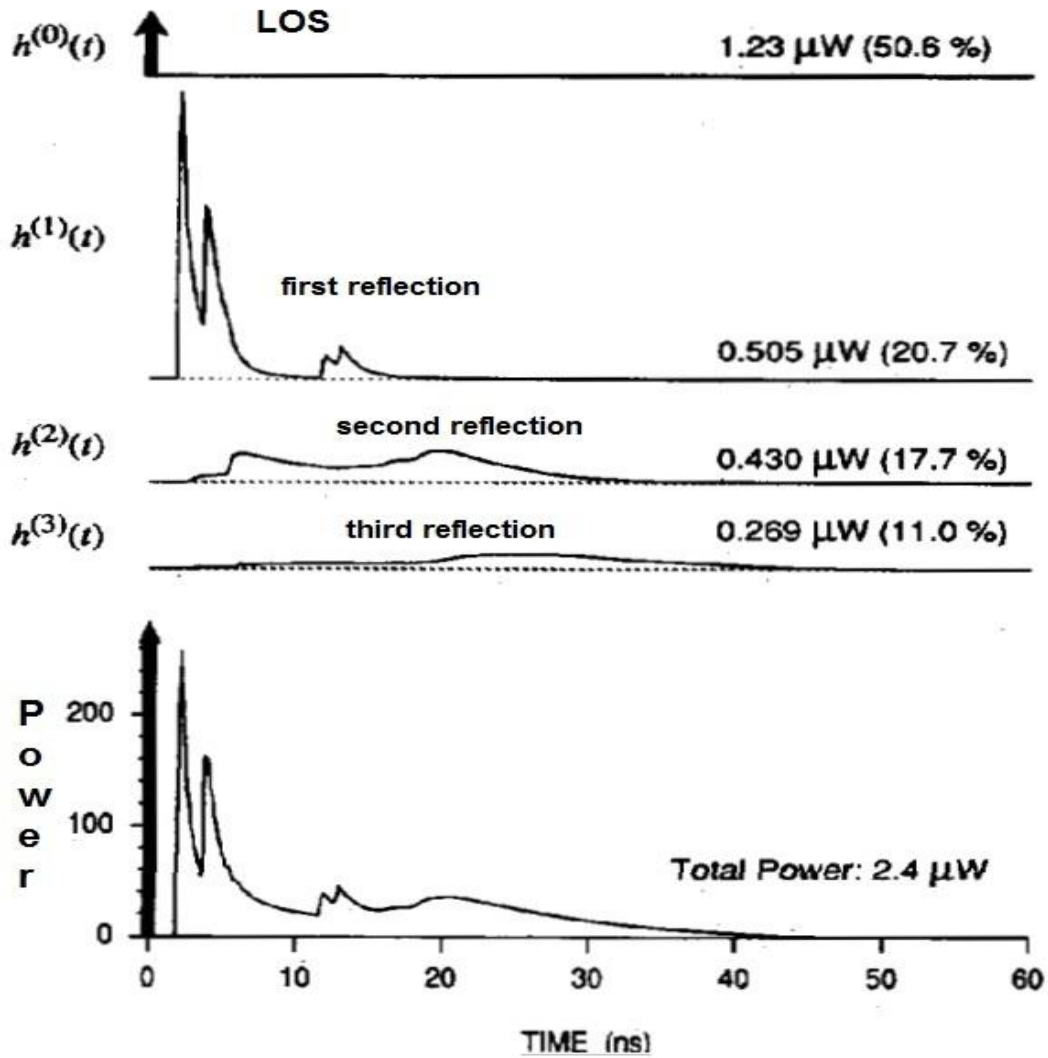 h(0)(t) LOS 1.23 μW (50.6 %)
h(1)(t)
first reflection
0.505 μW (20.7 %)
h(2)(t) second reflection
0.430 μW (17.7 %)
h(3)(t) third reflection 0.269 μW (11.0 %)
Power
200
100
0
Total Power: 2.4 μW
0 10 20 30 40 50 60
TIME (ns)